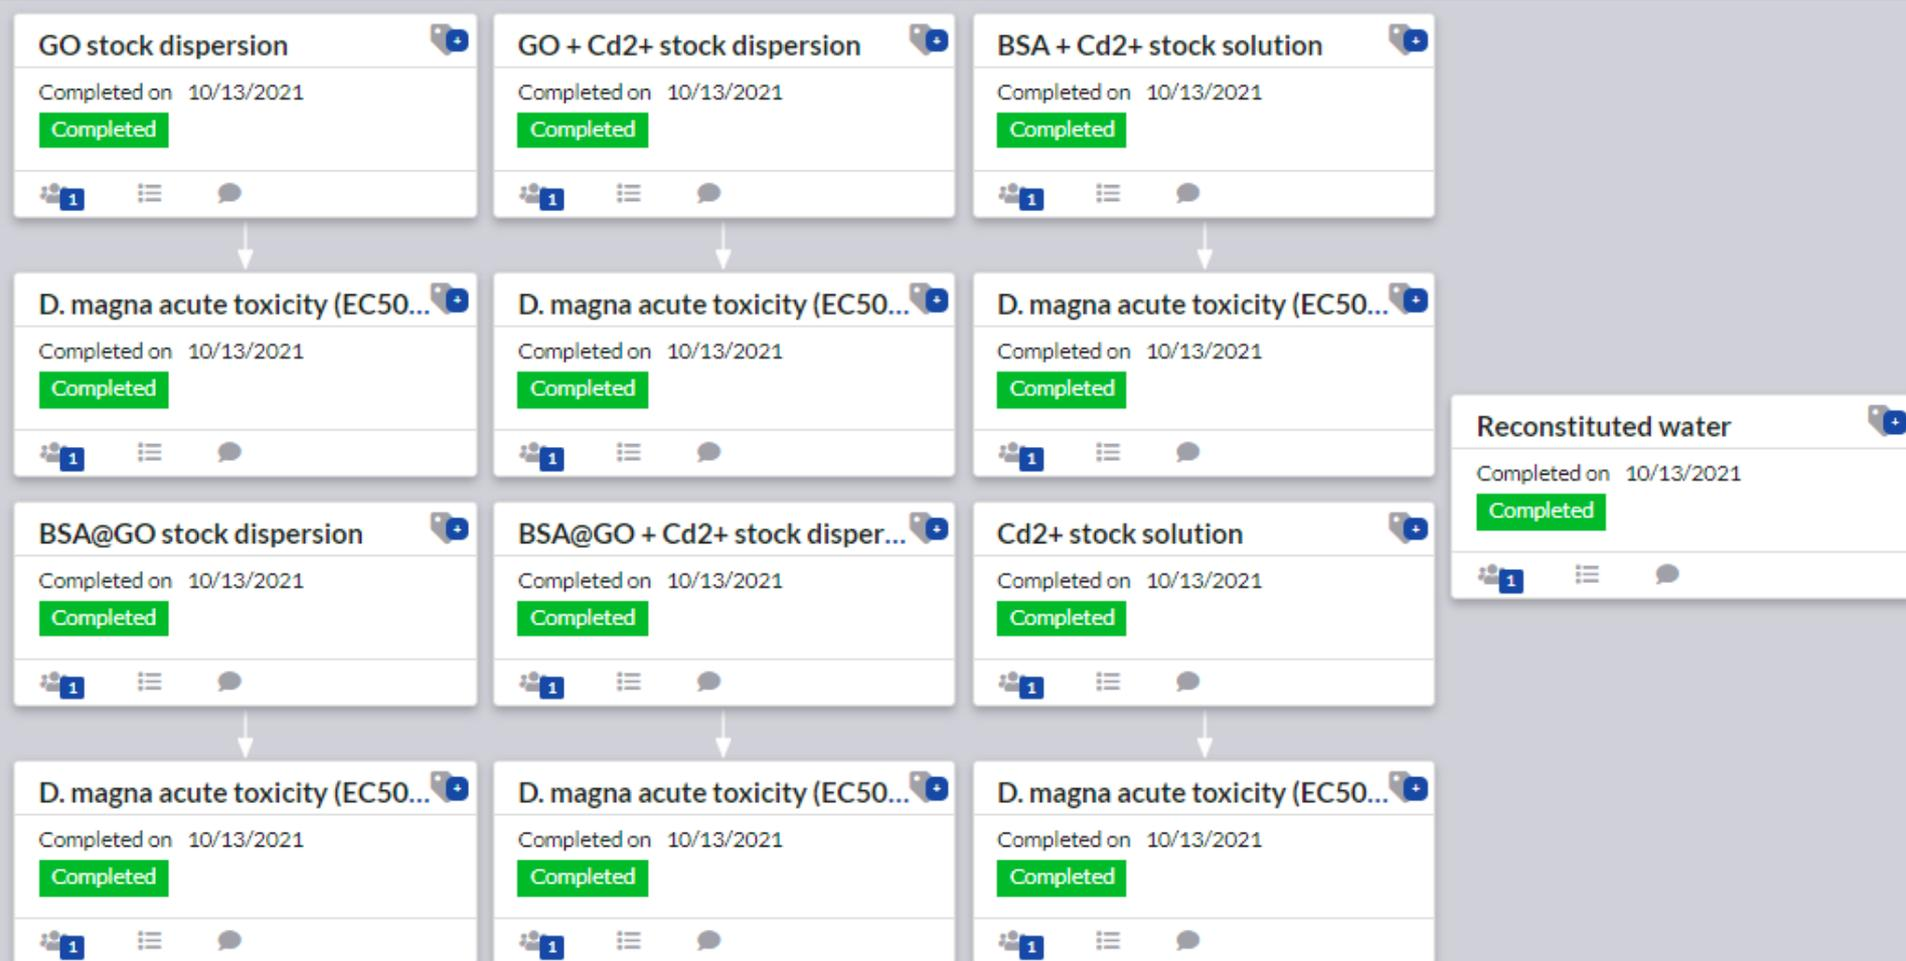 GO stock dispersion
Completed on 10/13/2021
Completed
1
GO + Cd2+ stock dispersion
Completed on 10/13/2021
Completed
1
BSA + Cd2+ stock solution
Completed on 10/13/2021
Completed
1
D. magna acute toxicity (EC50...
Completed on 10/13/2021
Completed
1
D. magna acute toxicity (EC50...
Completed on 10/13/2021
Completed
1
D. magna acute toxicity (EC50...
Completed on 10/13/2021
Completed
1
Reconstituted water
Completed on 10/13/2021
Completed
1
BSA@GO stock dispersion
Completed on 10/13/2021
Completed
1
BSA@GO + Cd2+ stock disper...
Completed on 10/13/2021
Completed
1
Cd2+ stock solution
Completed on 10/13/2021
Completed
1
D. magna acute toxicity (EC50...
Completed on 10/13/2021
Completed
1
D. magna acute toxicity (EC50...
Completed on 10/13/2021
Completed
1
D. magna acute toxicity (EC50...
Completed on 10/13/2021
Completed
1